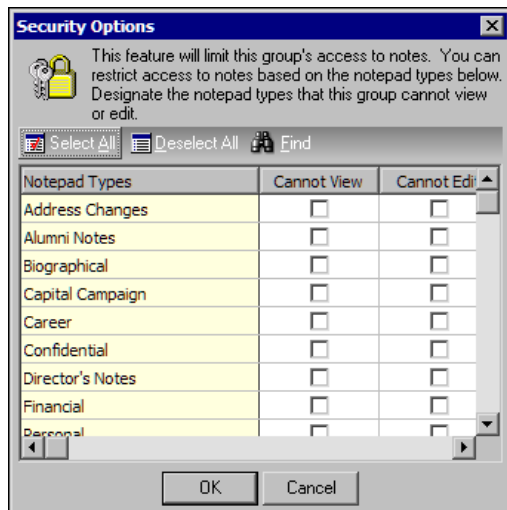 Security Options
This feature will limit this group's access to notes. You can
restrict access to notes based on the notepad types below.
Designate the notepad types that this group cannot view
or edit.
Select All Deselect All Find
Notepad Types Cannot View Cannot Edi
Address Changes
Alumni Notes
Biographical
Capital Campaign
Career
Confidential
Director's Notes
Financial
Personal
OK Cancel